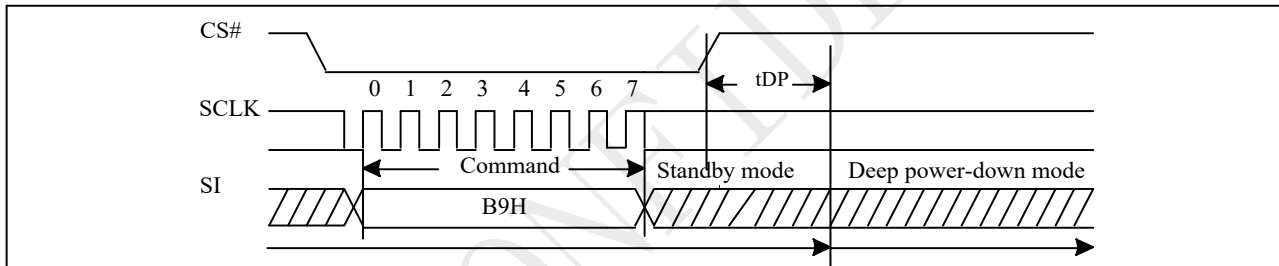 CS#
tDP
0 1 2 3 4 5 6 7
SCLK
Command
Standby mode
Deep power-down mode
SI
B9H